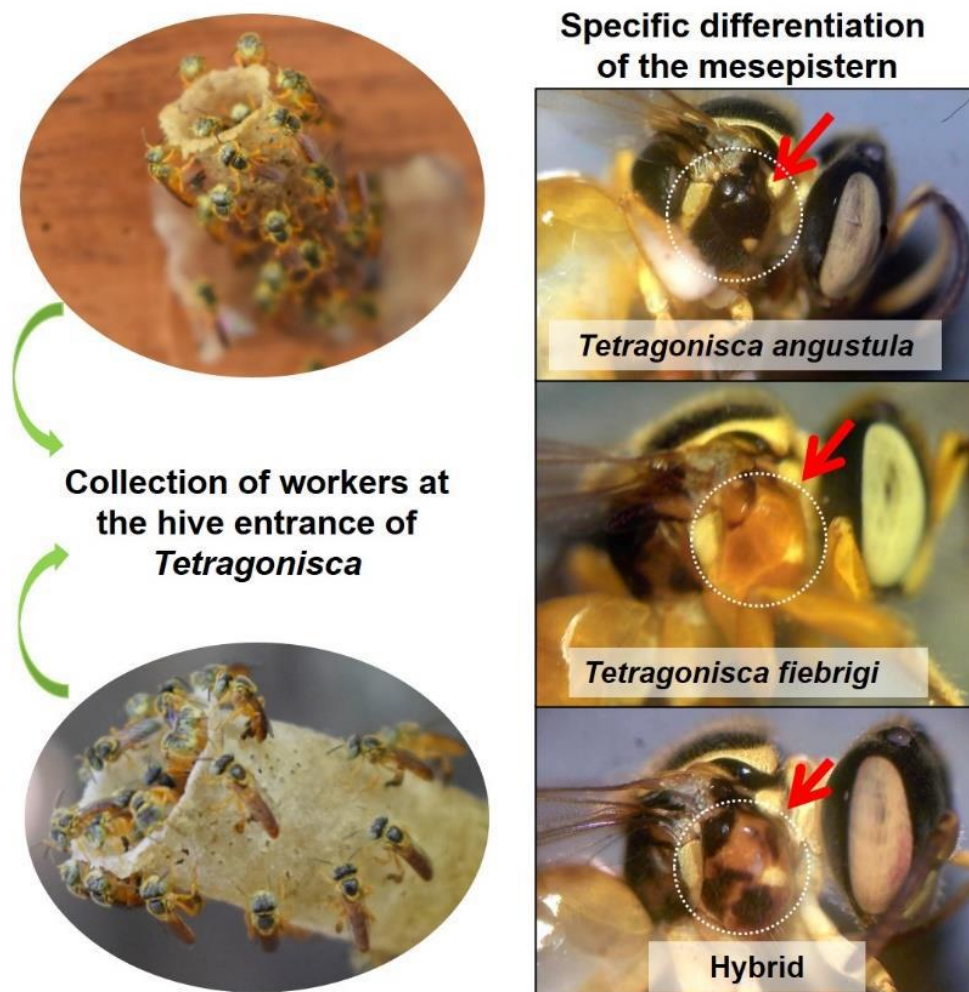 Specific differentiation
of the mesepistern
Tetragonisca angustula
Collection of workers at
the hive entrance of
Tetragonisca
Tetragonisca fiebrigi
Hybrid